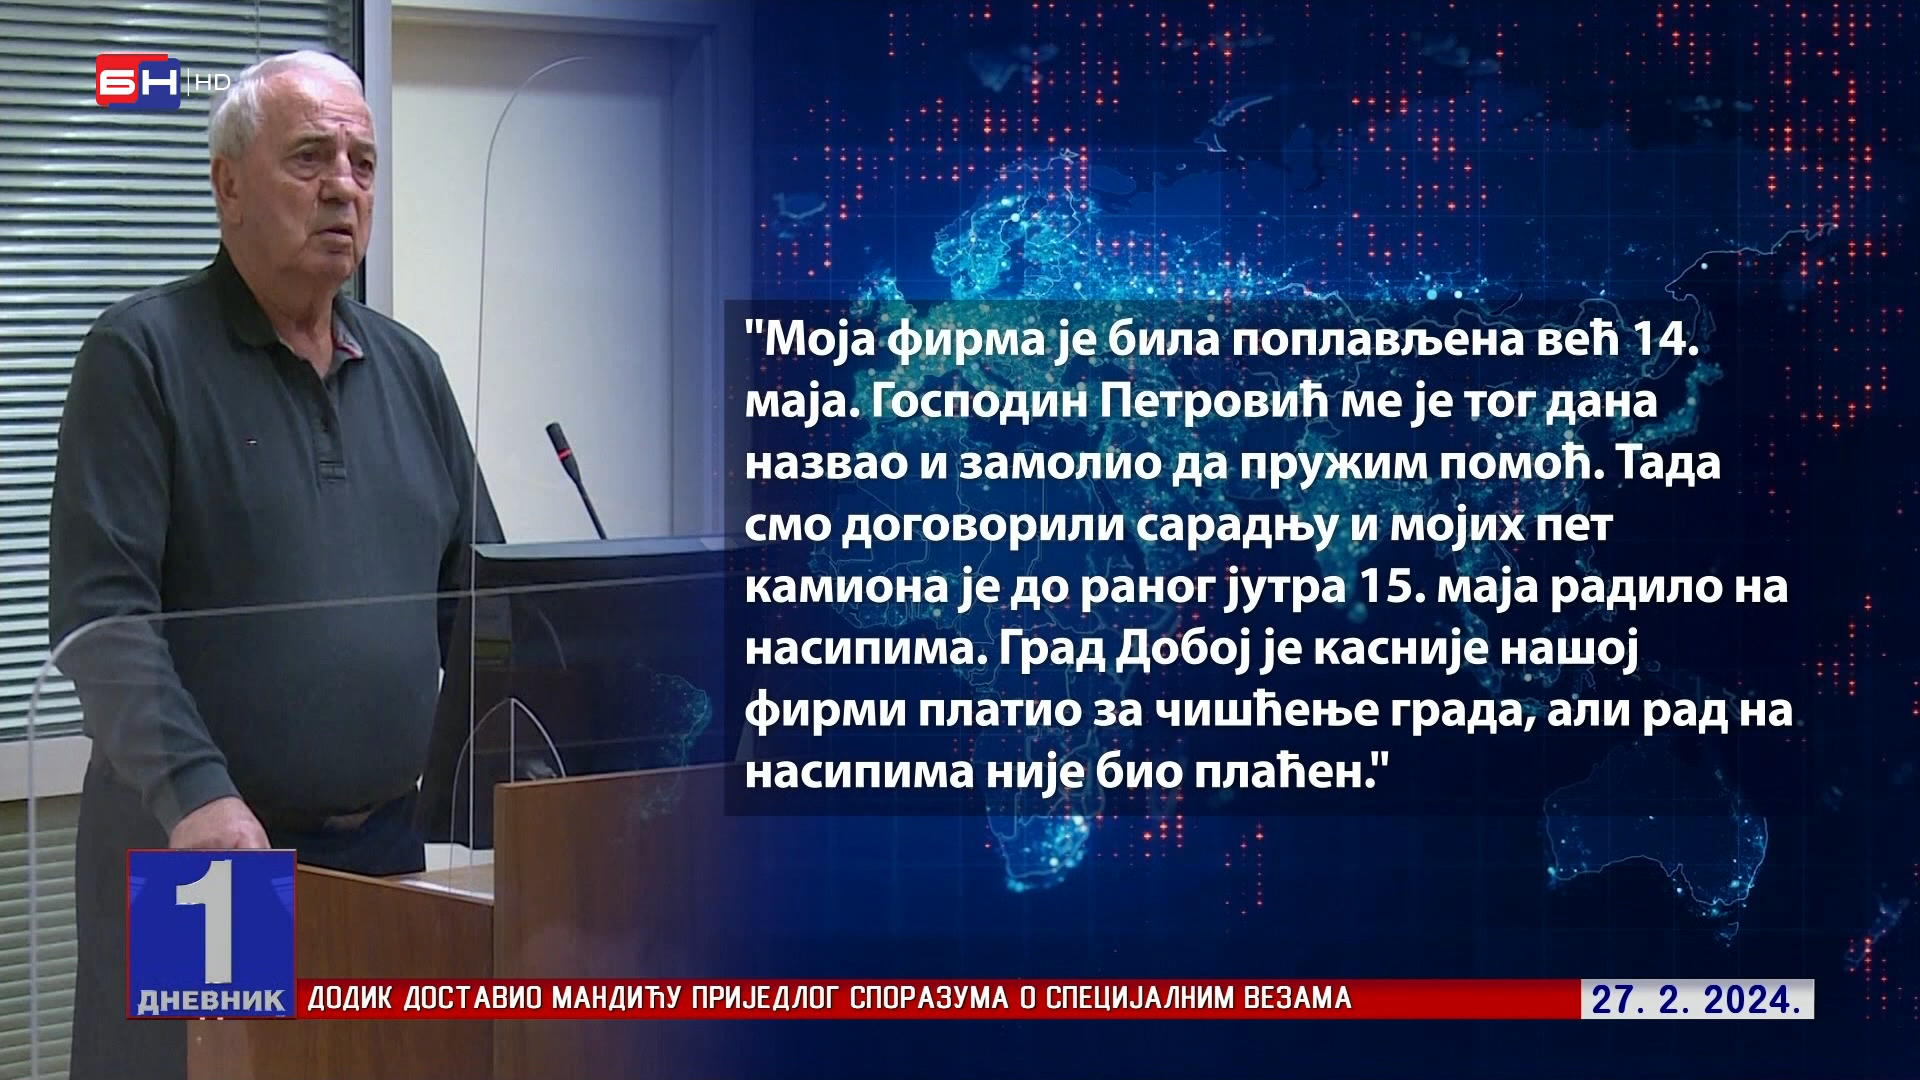 БН HD
"Моја фирма је била поплављена већ 14.
маја. Господин Петровић ме је тог дана
назвао и замолио да пружим помоћ. Тада
смо договорили сарадњу и мојих пет
камиона је до раног јутра 15. маја радило на
насипима. Град Добој је касније нашој
фирми платио за чишћење града, али рад на
насипима није био плаћен."
1
ДНЕВНИК
ДОДИК ДОСТАВИО МАНДИЋУ ПРИЈЕДЛОГ СПОРАЗУМА О СПЕЦИЈАЛНИМ ВЕЗАМА
27. 2. 2024.